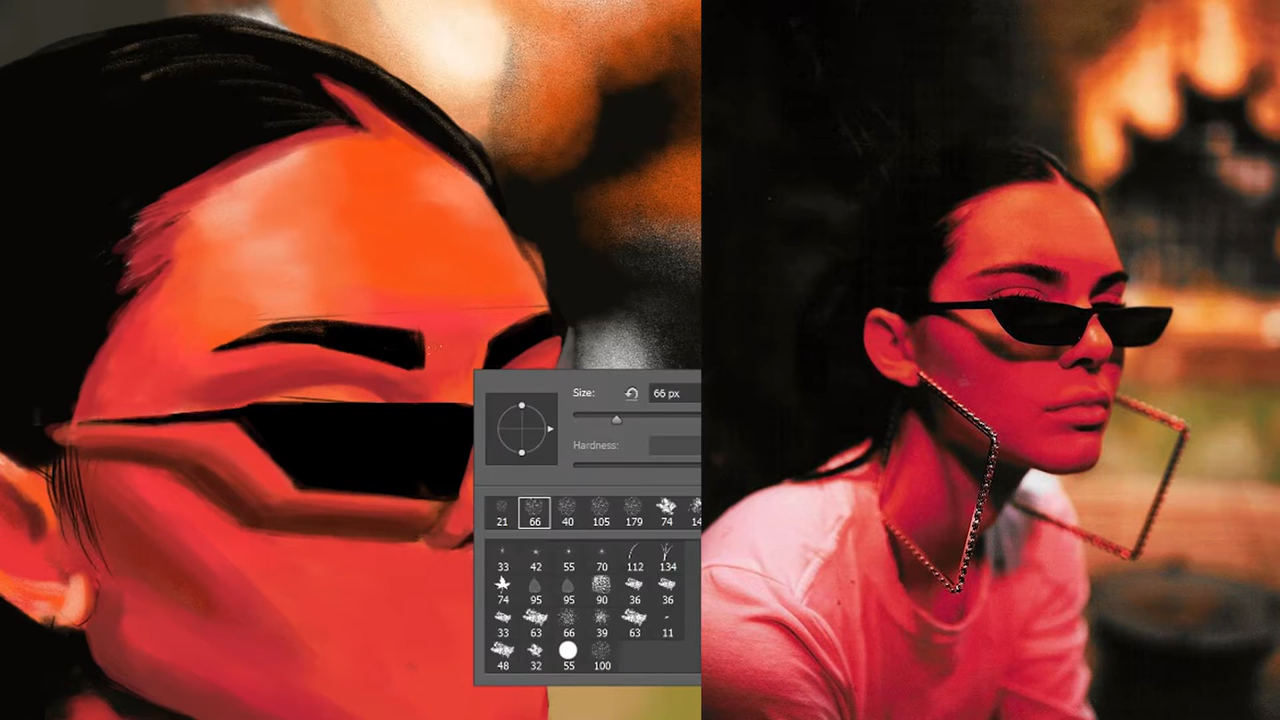 Size: 66 px
Hardness:
21 66 40 105 179 74 14
33 42 55 70 112 134
74 95 95 90 36 36
33 63 66 39 63 11
48 32 55 100